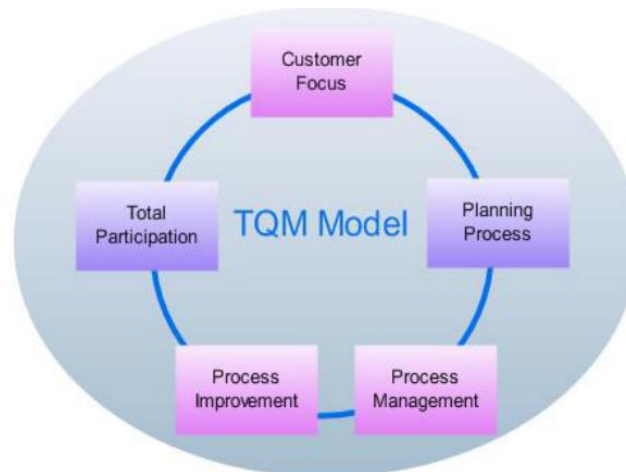 Customer
Focus
Total
Participation
TQM Model
Planning
Process
Process
Improvement
Process
Management